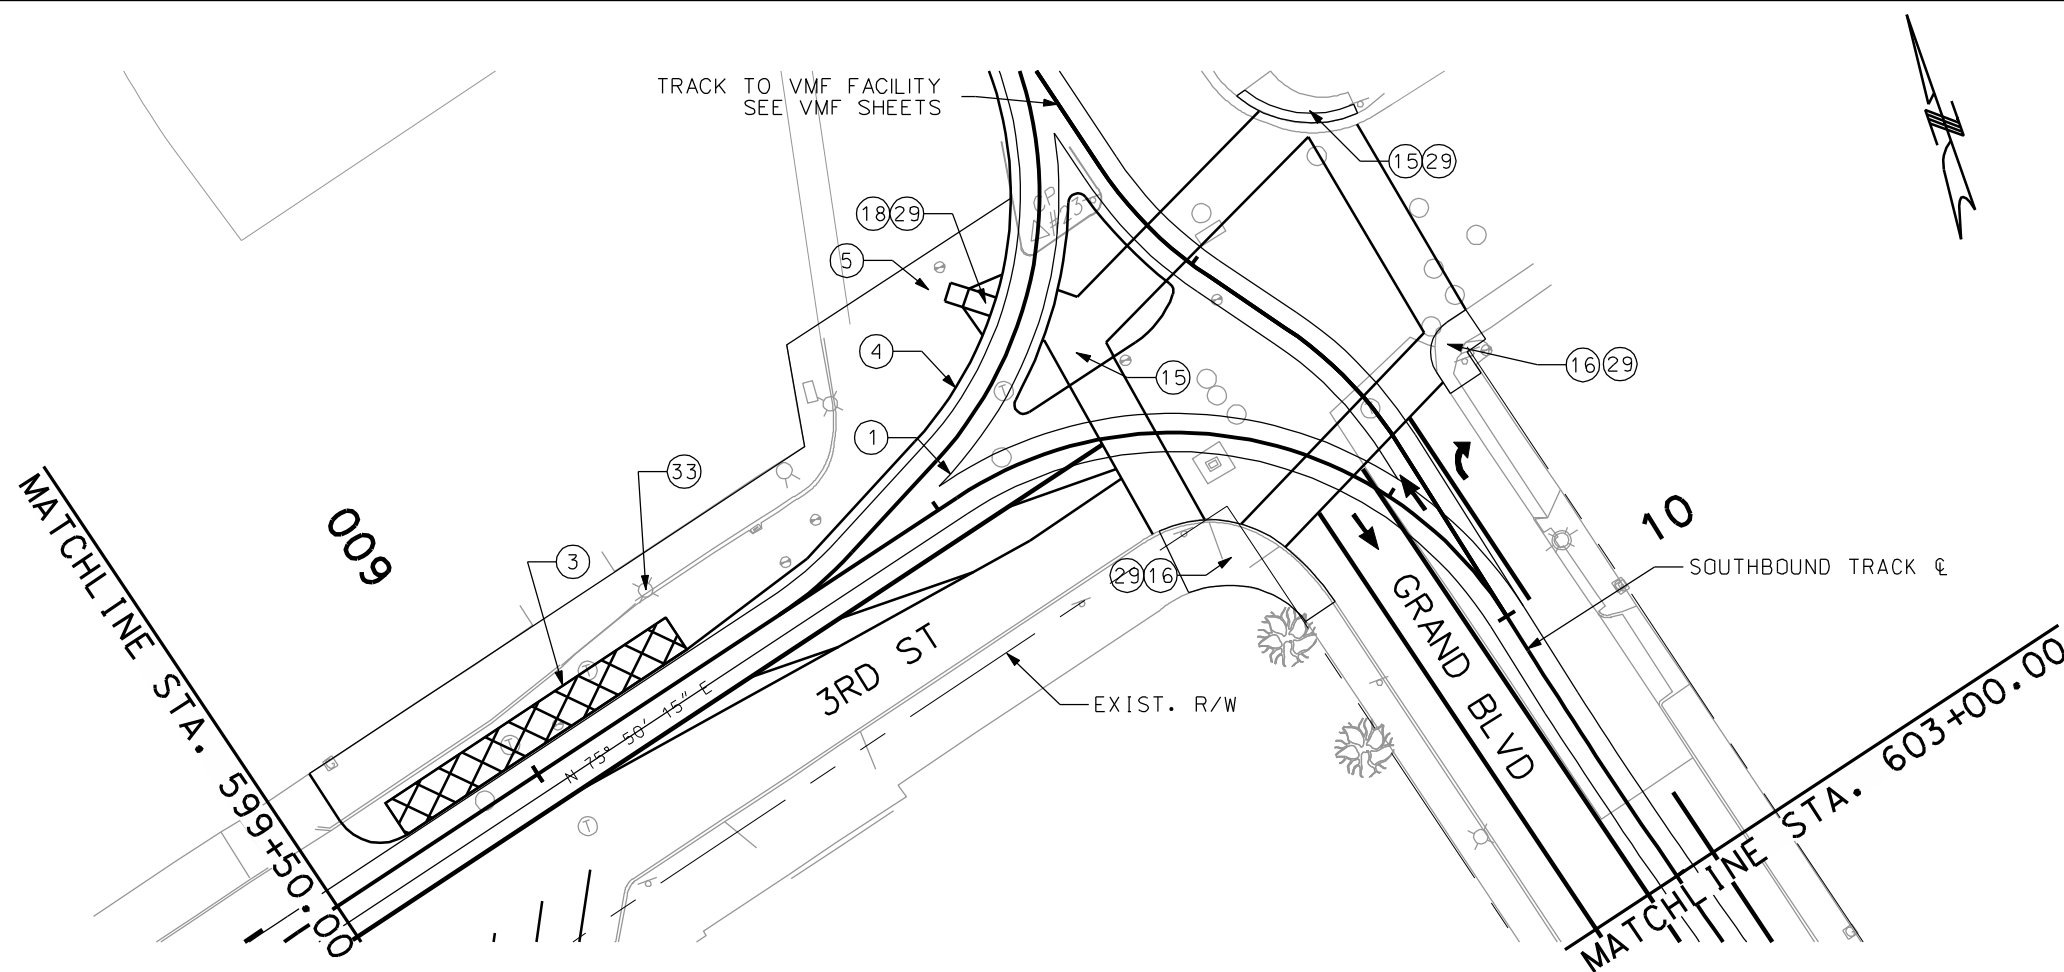 TRACK TO VMF FACILITY
SEE VMF SHEETS
15 29
18 29
CP
5
4
15
16 29
1
33
3
009
10
MATCHLINE STA. 599+50.00
29 16
SOUTHBOUND TRACK ℄
GRAND BLVD
3RD ST
N 75° 50' 15" E
EXIST. R/W
MATCHLINE STA. 603+00.00
T
T
T
T